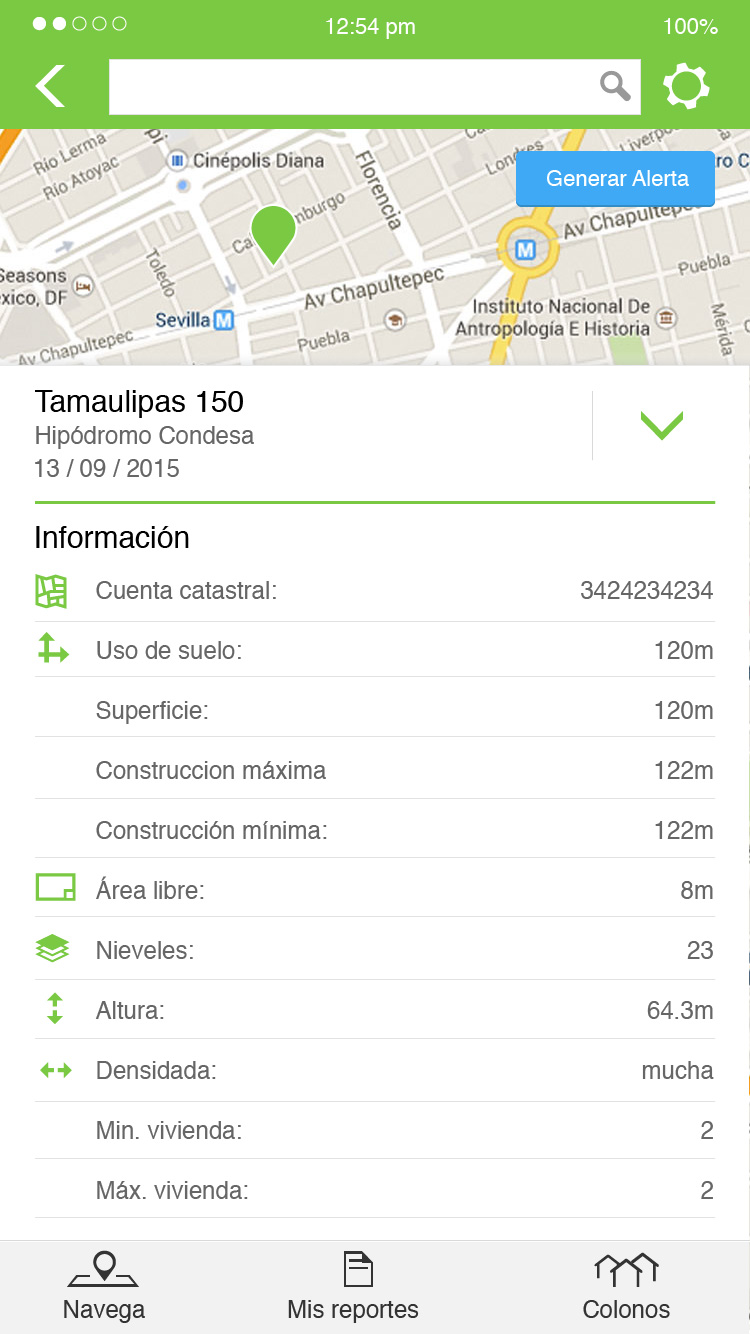 12:54 pm
100%
Generar Alerta
Rio Lerma
Rio Atoyac
Cinépolis Diana
Florencia
Londres
Liverpo
Toledo
Av Chapultepec
Av Chapultepec
Puebla
Seasons
xico, DF
Sevilla M
M
Puebla
Instituto Nacional De
Antropología E Historia
Mérida
Av Chapultepec
Tamaulipas 150
Hipódromo Condesa
13 / 09 / 2015
Información
Cuenta catastral: 3424234234
Uso de suelo: 120m
Superficie: 120m
Construccion máxima 122m
Construcción mínima: 122m
Área libre: 8m
Nieveles: 23
Altura: 64.3m
Densidada: mucha
Min. vivienda: 2
Máx. vivienda: 2
Navega
Mis reportes
Colonos